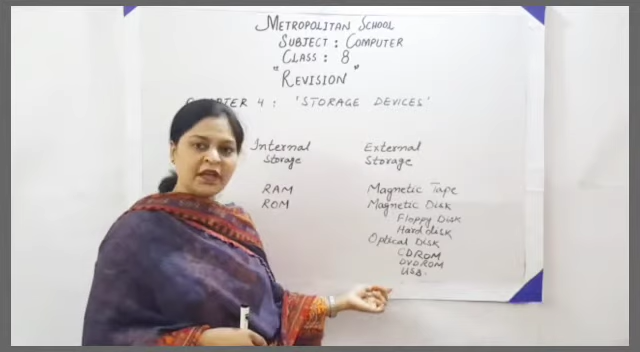 METROPOLITAN SCHOOL
SUBJECT : COMPUTER
CLASS : 8
"REVISION"
4 : 'STORAGE DEVICES'
Internal
Storage
RAM
ROM
External
Storage
Magnetic Tape
Magnetic Disk
Floppy Disk
Hard disk
Optical Disk
CDROM
DVDROM
USB.